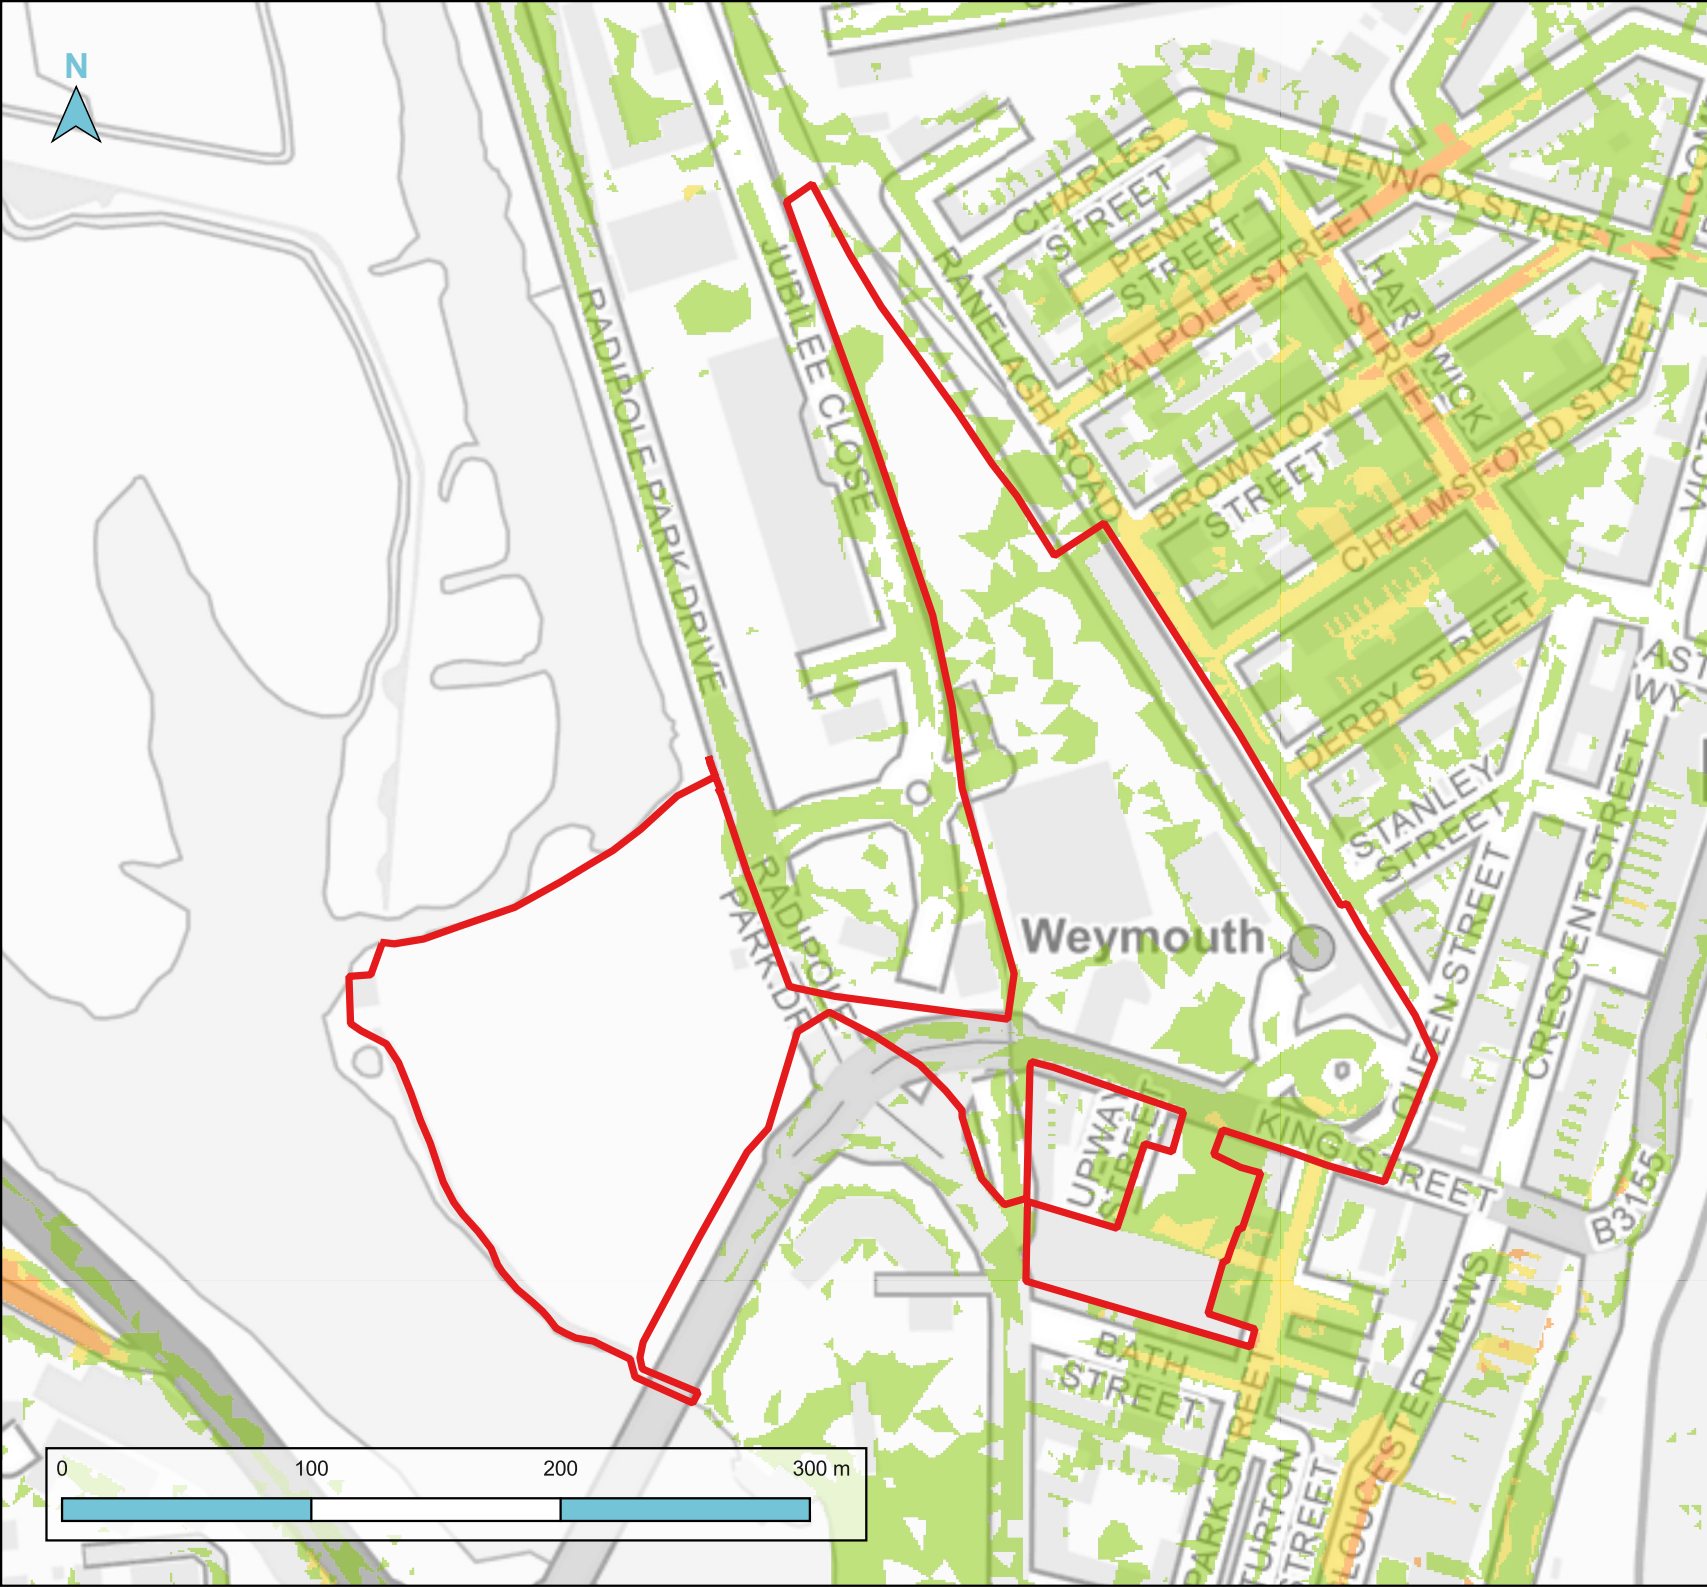 N
CHARLES
STREET
PENNY
STREET
WALPOLE STREET
LENNOX STREET
HARDWICK
STREET
RANELAGH ROAD
JUBILEE CLOSE
RADIPOLE PARK DRIVE
BROWNLOW
STREET
CHELMSFORD STREET
DERBY STREET
STANLEY
STREET
QUEEN STREET
CRESCENT STREET
RADIPOLE
PARK DR
Weymouth
KING STREET
UPWAY
STREET
B3155
BATH
STREET
PARK STREET
TURTON
STREET
GLOUCESTER MEWS
0 100 200 300 m